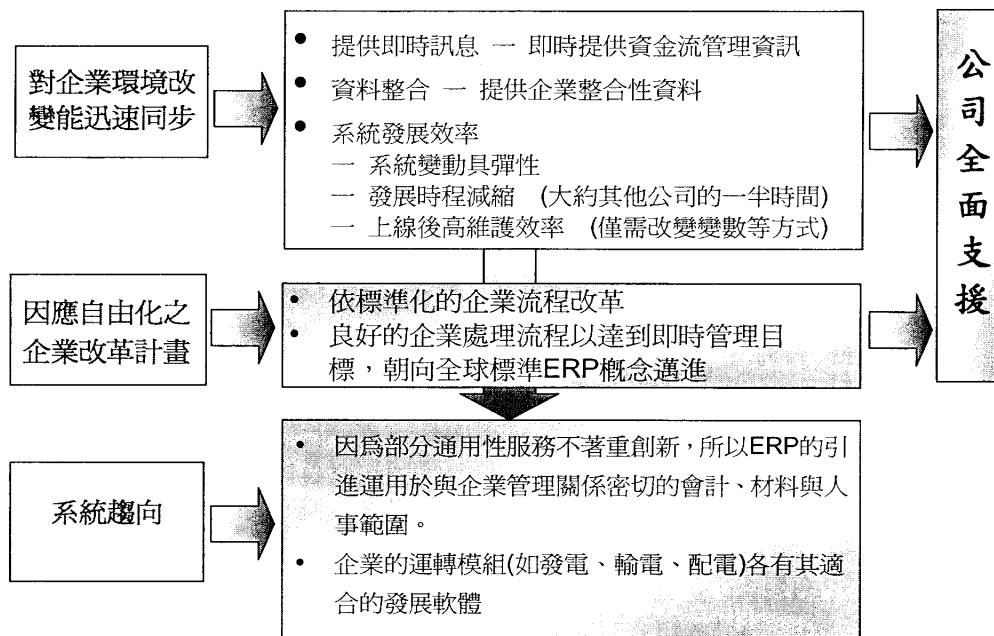 對企業環境改
變能迅速同步
• 提供即時訊息 — 即時提供資金流管理資訊
• 資料整合 — 提供企業整合性資料
• 系統發展效率
— 系統變動具彈性
— 發展時程減縮 (大約其他公司的一半時間)
— 上線後高維護效率 (僅需改變變數等方式)
公司全面支援
因應自由化之
企業改革計畫
• 依標準化的企業流程改革
• 良好的企業處理流程以達到即時管理目
標，朝向全球標準ERP概念邁進
系統趨向
• 因為部分通用性服務不著重創新，所以ERP的引
進運用於與企業管理關係密切的會計、材料與人
事範圍。
• 企業的運轉模組(如發電、輸電、配電)各有其適
合的發展軟體